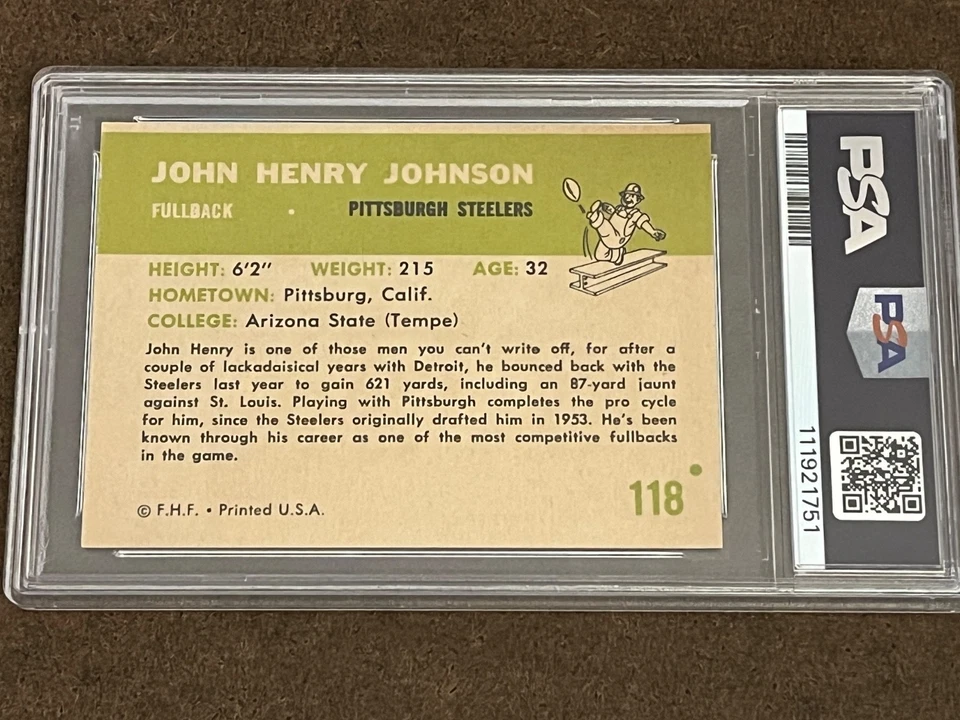 JOHN HENRY JOHNSON
FULLBACK • PITTSBURGH STEELERS
HEIGHT: 6'2" WEIGHT: 215 AGE: 32
HOMETOWN: Pittsburg, Calif.
COLLEGE: Arizona State (Tempe)
John Henry is one of those men you can't write off, for after a
couple of lackadaisical years with Detroit, he bounced back with the
Steelers last year to gain 621 yards, including an 87-yard jaunt
against St. Louis. Playing with Pittsburgh completes the pro cycle
for him, since the Steelers originally drafted him in 1953. He's been
known through his career as one of the most competitive fullbacks
in the game.
© F.H.F. • Printed U.S.A.
118
PSA
PSA
111921751